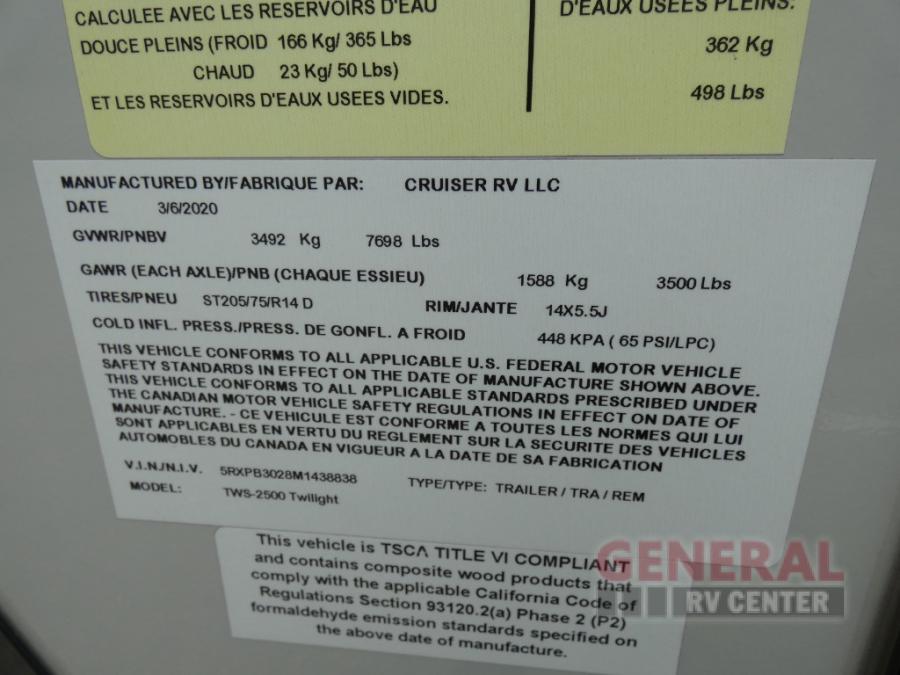 CALCULEE AVEC LES RESERVOIRS D'EAU
DOUCE PLEINS (FROID 166 Kg/ 365 Lbs
CHAUD 23 Kg/ 50 Lbs)
ET LES RESERVOIRS D'EAUX USEES VIDES.
D'EAUX USEES PLEINS:
362 Kg
498 Lbs
MANUFACTURED BY/FABRIQUE PAR: CRUISER RV LLC
DATE 3/6/2020
GVWR/PNBV 3492 Kg 7698 Lbs
GAWR (EACH AXLE)/PNB (CHAQUE ESSIEU) 1588 Kg 3500 Lbs
TIRES/PNEU ST205/75/R14 D RIM/JANTE 14X5.5J
COLD INFL. PRESS./PRESS. DE GONFL. A FROID 448 KPA ( 65 PSI/LPC)
THIS VEHICLE CONFORMS TO ALL APPLICABLE U.S. FEDERAL MOTOR VEHICLE
SAFETY STANDARDS IN EFFECT ON THE DATE OF MANUFACTURE SHOWN ABOVE.
THIS VEHICLE CONFORMS TO ALL APPLICABLE STANDARDS PRESCRIBED UNDER
THE CANADIAN MOTOR VEHICLE SAFETY REGULATIONS IN EFFECT ON DATE OF
MANUFACTURE. - CE VEHICULE EST CONFORME A TOUTES LES NORMES QUI LUI
SONT APPLICABLES EN VERTU DU REGLEMENT SUR LA SECURITE DES VEHICLES
AUTOMOBILES DU CANADA EN VIGUEUR A LA DATE DE SA FABRICATION
V.I.N./N.I.V. 5RXPB3028M1438838 TYPE/TYPE: TRAILER / TRA / REM
MODEL: TWS-2500 Twilight
This vehicle is TSCA TITLE VI COMPLIANT
and contains composite wood products that
comply with the applicable California Code of
Regulations Section 93120.2(a) Phase 2 (P2)
formaldehyde emission standards specified on
the above date of manufacture.
GENERAL
RV CENTER